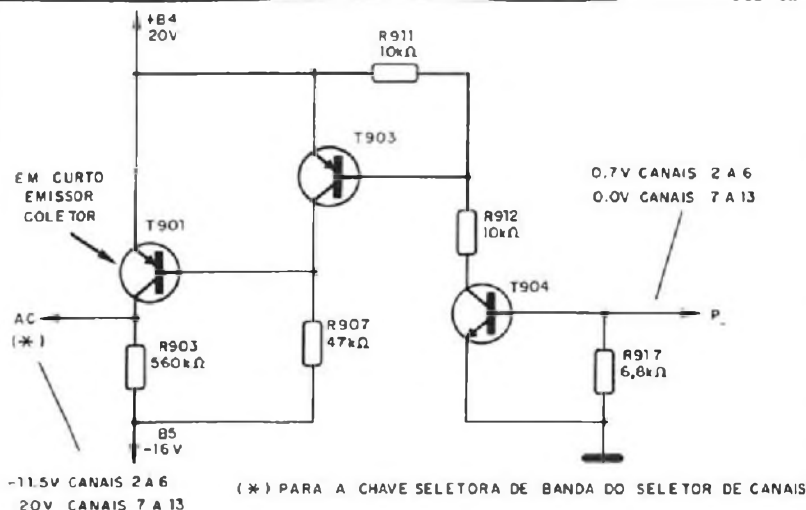 +B4
20V
R911
10kΩ
T903
EM CURTO
EMISSOR
COLETOR
T901
0.7V CANAIS 2 A 6
0.0V CANAIS 7 A 13
R912
10kΩ
T904
AC
(*)
R903
560kΩ
R907
47kΩ
P
R917
6,8kΩ
B5
-16V
-11.5V CANAIS 2 A 6
20V CANAIS 7 A 13
(*) PARA A CHAVE SELETORA DE BANDA DO SELETOR DE CANAIS